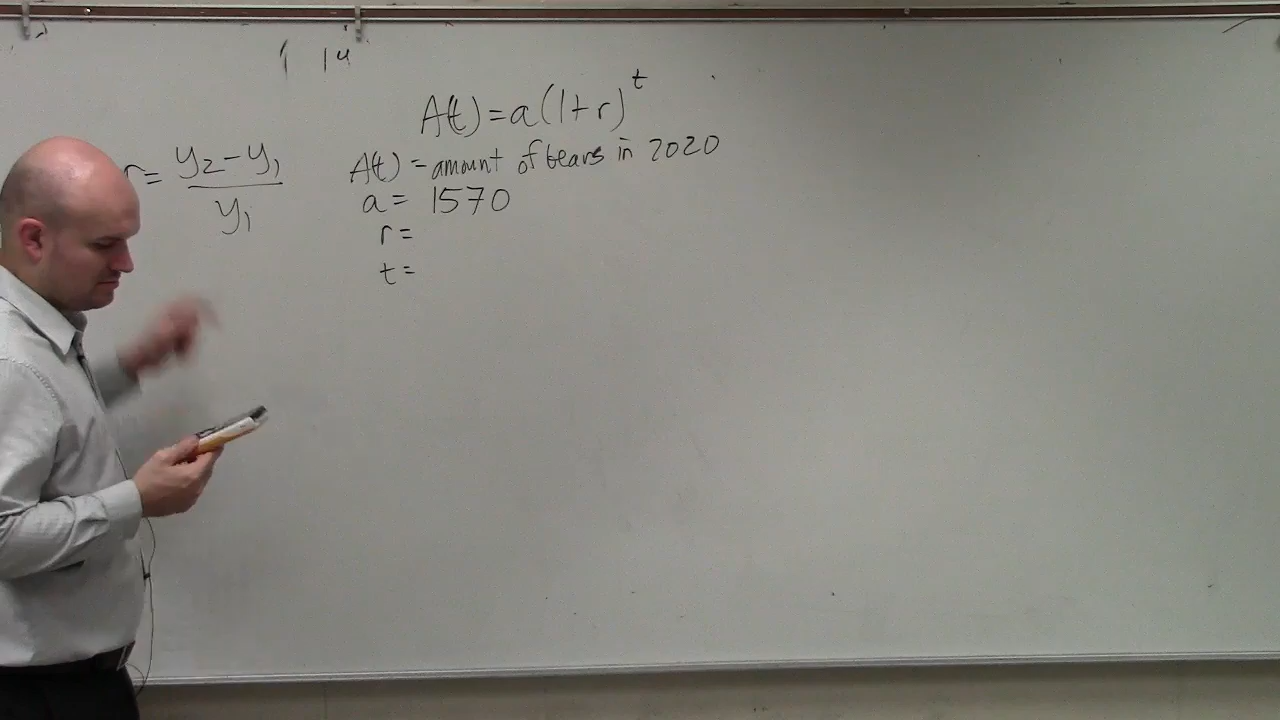 A(t) = a(1+r)^t
r = y₂ - y₁ / y₁
A(t) = amount of bears in 2020
a = 1570
r =
t =